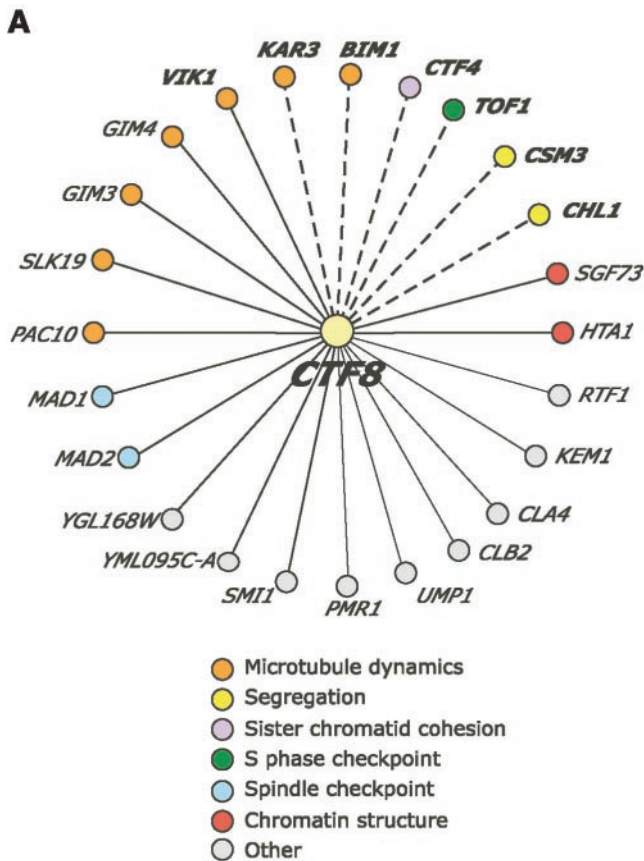 A
KAR3
BIM1
CTF4
VIK1
TOF1
GIM4
CSM3
GIM3
CHL1
SLK19
SGF73
PAC10
HTA1
CTF8
MAD1
RTF1
MAD2
KEM1
YGL168W
CLA4
YML095C-A
CLB2
SMI1
PMR1
UMP1
Microtubule dynamics
Segregation
Sister chromatid cohesion
S phase checkpoint
Spindle checkpoint
Chromatin structure
Other